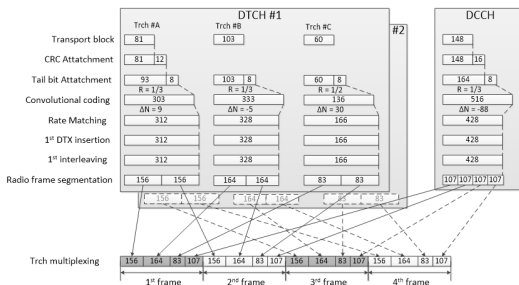 DTCH #1
DCCH
#2
Trch #A
Trch #B
Trch #C
Transport block
81
103
60
148
CRC Attatchment
81 12
148 16
Tail bit Attatchment
93 8
103 8
60 8
164 8
R = 1/3
R = 1/3
R = 1/2
R = 1/3
Convolutional coding
303
333
136
516
ΔN = 9
ΔN = -5
ΔN = 30
ΔN = -88
Rate Matching
312
328
166
428
1st DTX insertion
312
328
166
428
1st interleaving
312
328
166
428
Radio frame segmentation
156 156
164 164
83 83
107 107 107 107
156 156
164 164
83 83
Trch multiplexing
156 164 83 107 156 164 83 107 156 164 83 107 156 164 83 107
1st frame
2nd frame
3rd frame
4th frame